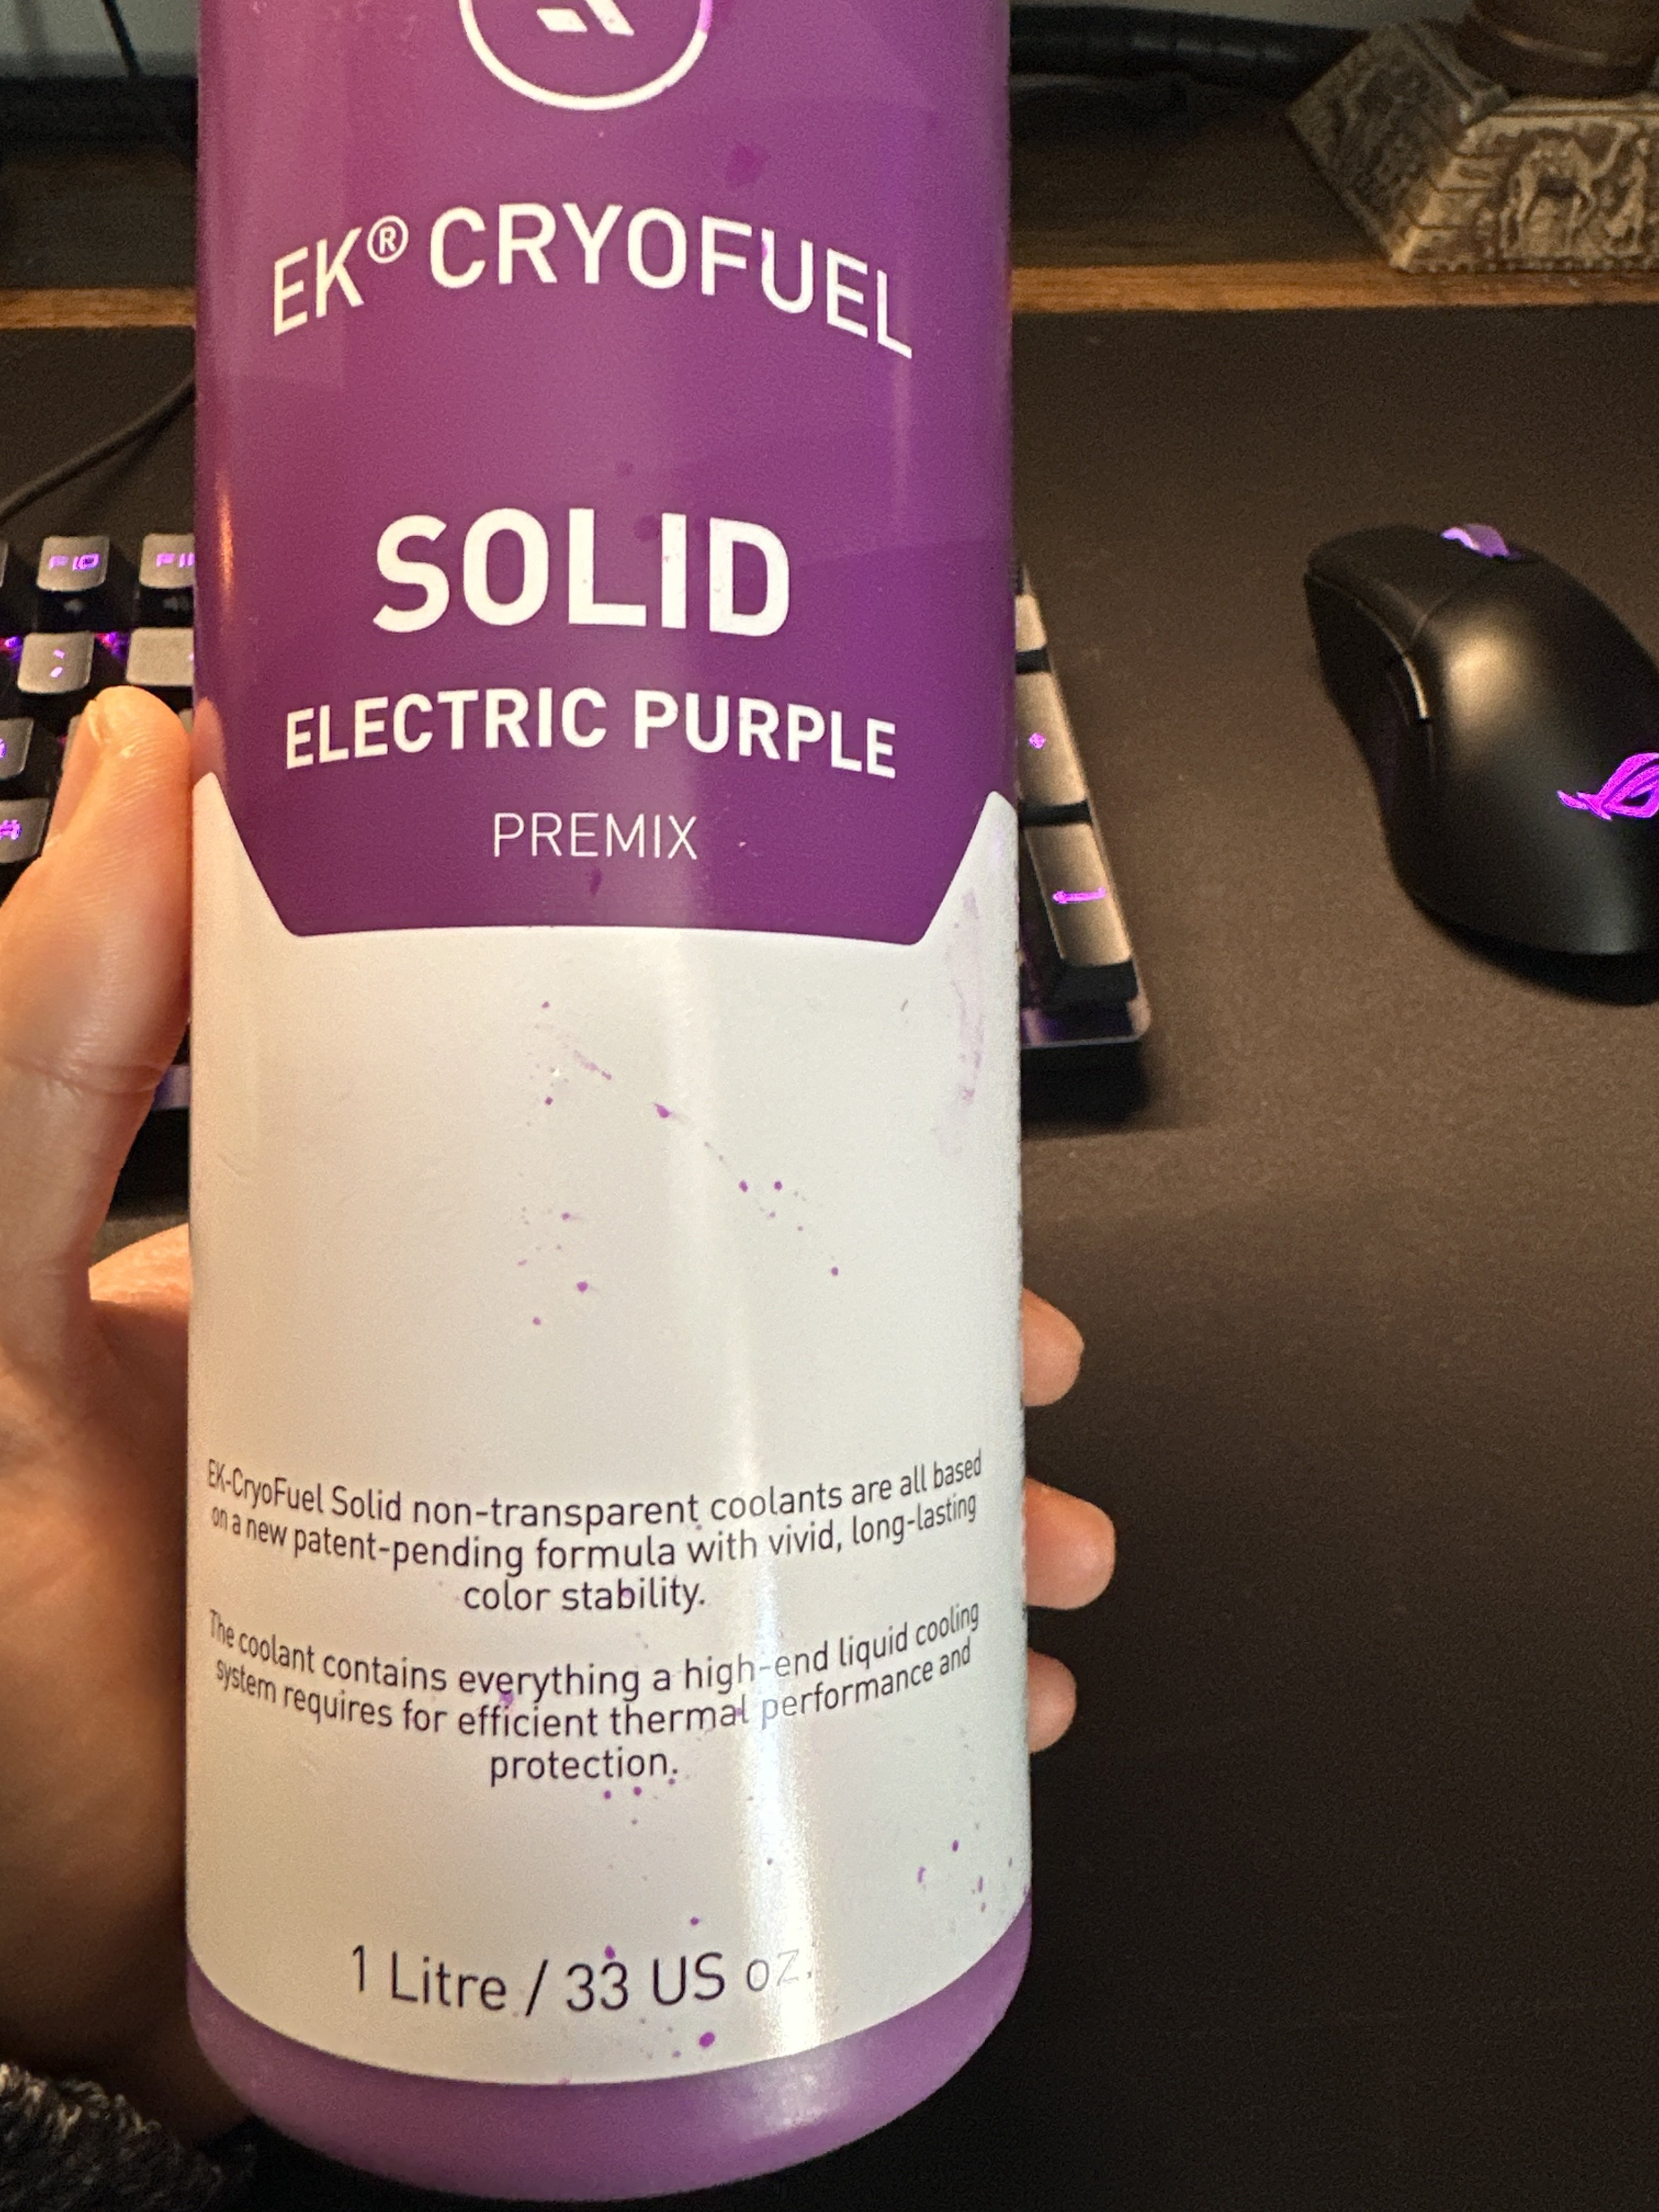 EK® CRYOFUEL
SOLID
ELECTRIC PURPLE
PREMIX
EK-CryoFuel Solid non-transparent coolants are all based
on a new patent-pending formula with vivid, long-lasting
color stability.
The coolant contains everything a high-end liquid cooling
system requires for efficient thermal performance and
protection.
1 Litre / 33 US oz.
F10